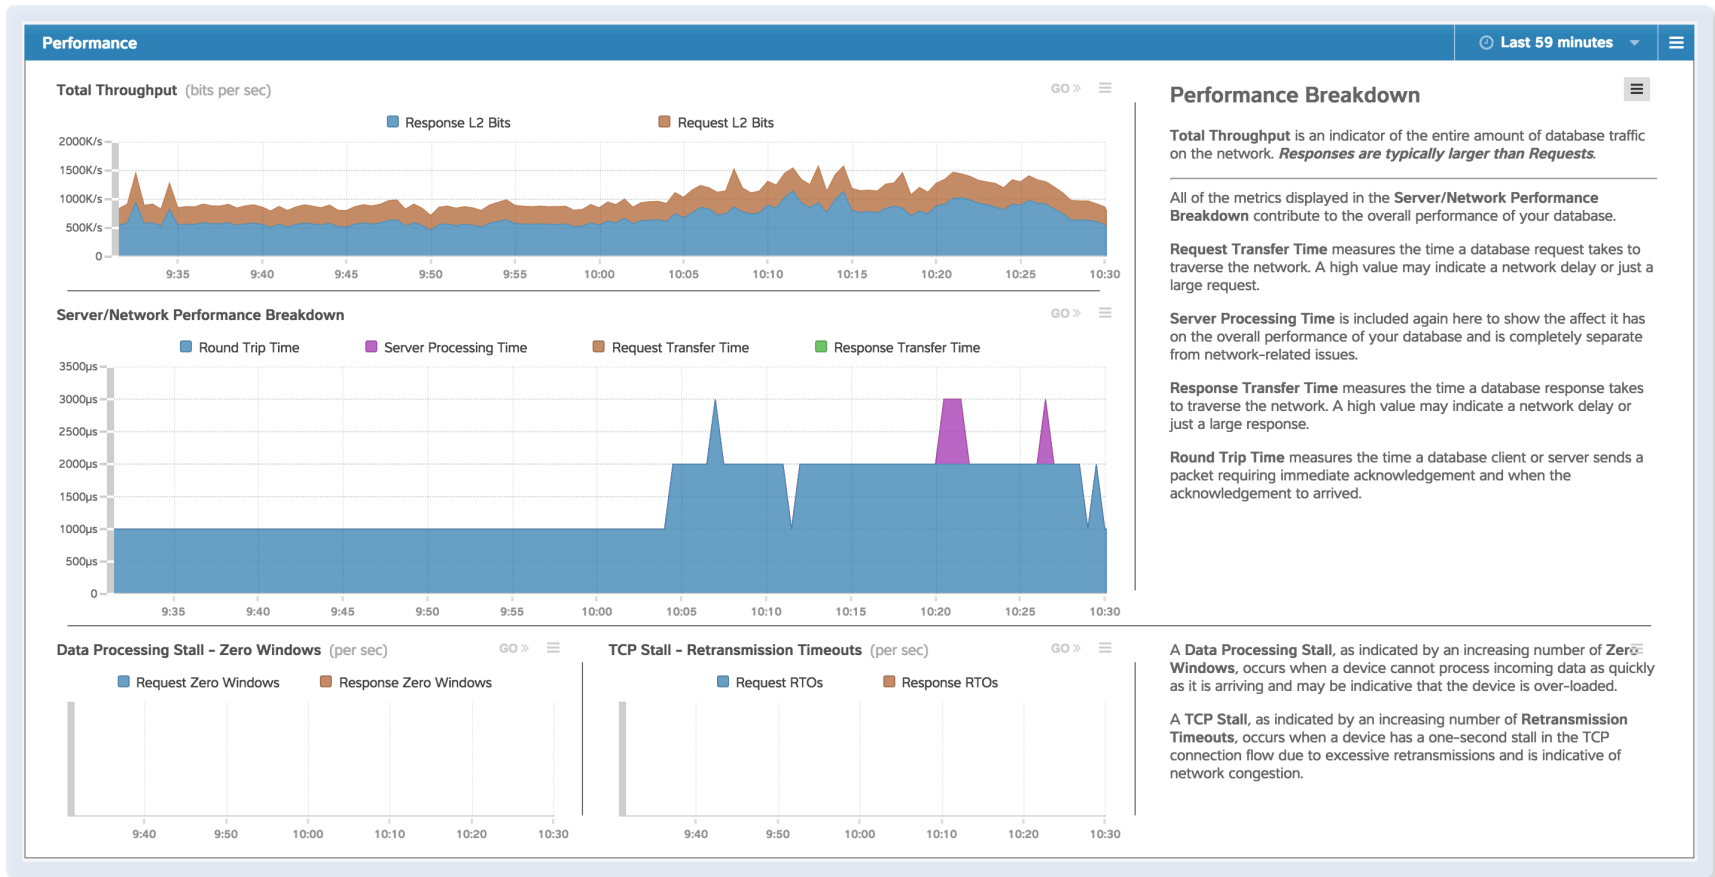 Performance
Last 59 minutes
Total Throughput (bits per sec)
GO »
Response L2 Bits
Request L2 Bits
2000K/s
1500K/s
1000K/s
500K/s
0
9:35 9:40 9:45 9:50 9:55 10:00 10:05 10:10 10:15 10:20 10:25 10:30
Server/Network Performance Breakdown
GO »
Round Trip Time
Server Processing Time
Request Transfer Time
Response Transfer Time
3500µs
3000µs
2500µs
2000µs
1500µs
1000µs
500µs
0
9:35 9:40 9:45 9:50 9:55 10:00 10:05 10:10 10:15 10:20 10:25 10:30
Performance Breakdown
Total Throughput is an indicator of the entire amount of database traffic
on the network. Responses are typically larger than Requests.
All of the metrics displayed in the Server/Network Performance
Breakdown contribute to the overall performance of your database.
Request Transfer Time measures the time a database request takes to
traverse the network. A high value may indicate a network delay or just a
large request.
Server Processing Time is included again here to show the affect it has
on the overall performance of your database and is completely separate
from network-related issues.
Response Transfer Time measures the time a database response takes
to traverse the network. A high value may indicate a network delay or
just a large response.
Round Trip Time measures the time a database client or server sends a
packet requiring immediate acknowledgement and when the
acknowledgement to arrived.
Data Processing Stall - Zero Windows (per sec)
GO »
Request Zero Windows
Response Zero Windows
9:40 9:50 10:00 10:10 10:20 10:30
TCP Stall - Retransmission Timeouts (per sec)
GO »
Request RTOs
Response RTOs
9:40 9:50 10:00 10:10 10:20 10:30
A Data Processing Stall, as indicated by an increasing number of Zero
Windows, occurs when a device cannot process incoming data as quickly
as it is arriving and may be indicative that the device is over-loaded.
A TCP Stall, as indicated by an increasing number of Retransmission
Timeouts, occurs when a device has a one-second stall in the TCP
connection flow due to excessive retransmissions and is indicative of
network congestion.